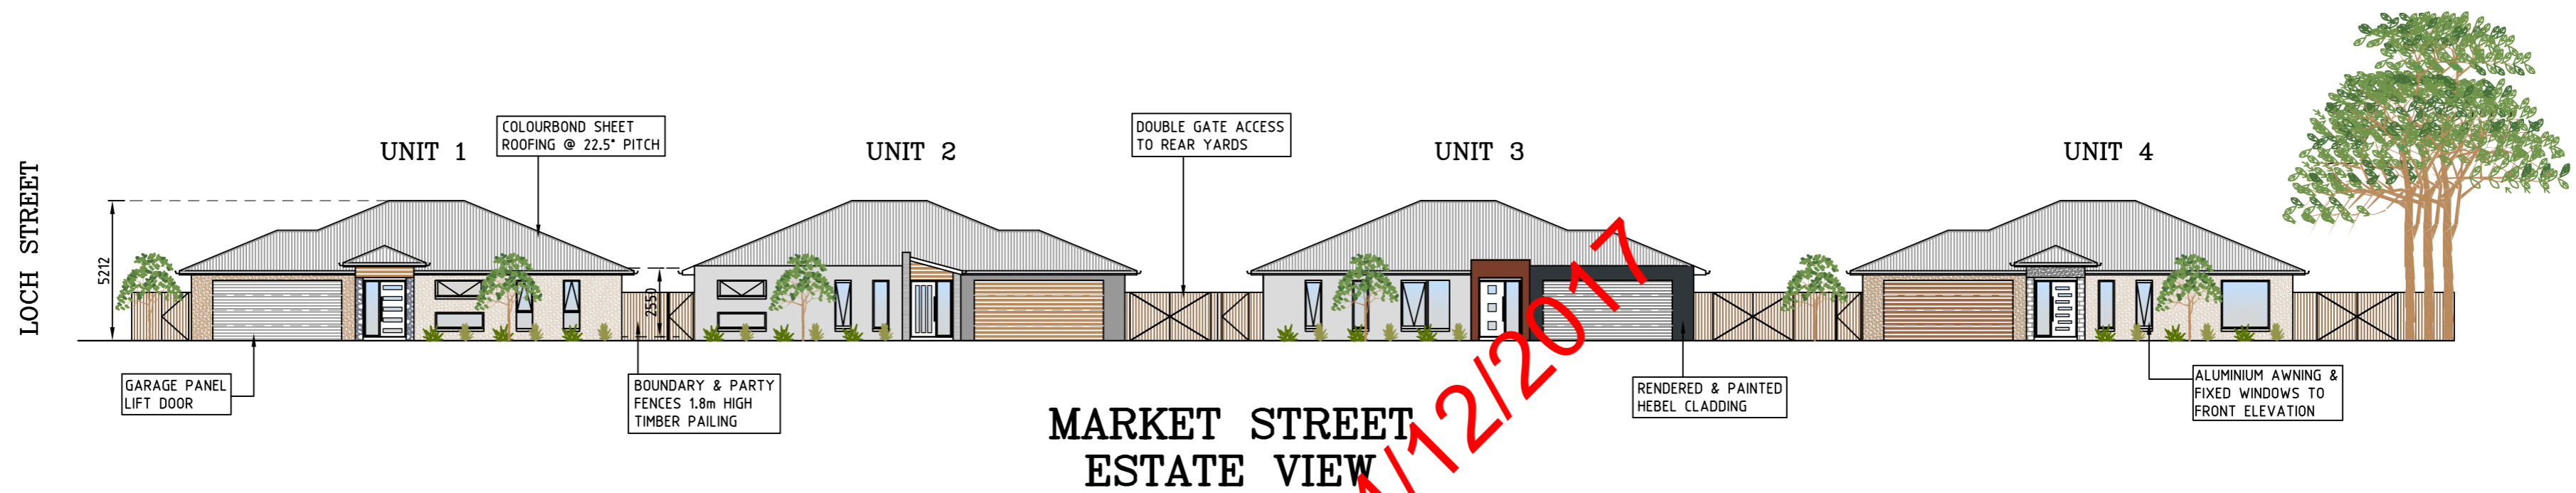 LOCH STREET
UNIT 1
COLOURBOND SHEET
ROOFING @ 22.5° PITCH
UNIT 2
DOUBLE GATE ACCESS
TO REAR YARDS
UNIT 3
UNIT 4
5212
2550
GARAGE PANEL
LIFT DOOR
BOUNDARY & PARTY
FENCES 1.8m HIGH
TIMBER PAILING
RENDERED & PAINTED
HEBEL CLADDING
ALUMINIUM AWNING &
FIXED WINDOWS TO
FRONT ELEVATION
MARKET STREET
ESTATE VIEW
/12/2017